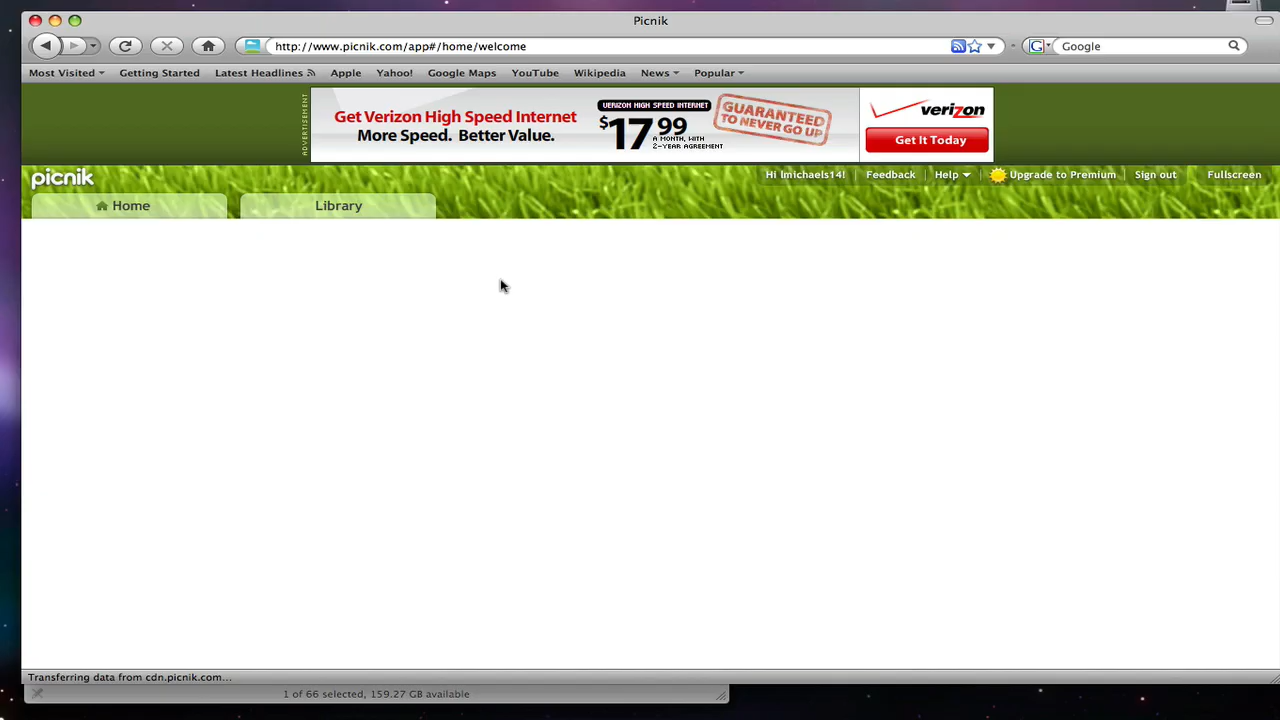 Picnik
http://www.picnik.com/app#/home/welcome
Google
Most Visited Getting Started Latest Headlines Apple Yahoo! Google Maps YouTube Wikipedia News Popular
ADVERTISEMENT
Get Verizon High Speed Internet
More Speed. Better Value.
VERIZON HIGH SPEED INTERNET
$17.99
A MONTH, WITH
2-YEAR AGREEMENT
GUARANTEED
TO NEVER GO UP
verizon
Get It Today
picnik
Hi lmichaels14! Feedback Help Upgrade to Premium Sign out Fullscreen
Home Library
Transferring data from cdn.picnik.com...
1 of 66 selected, 159.27 GB available